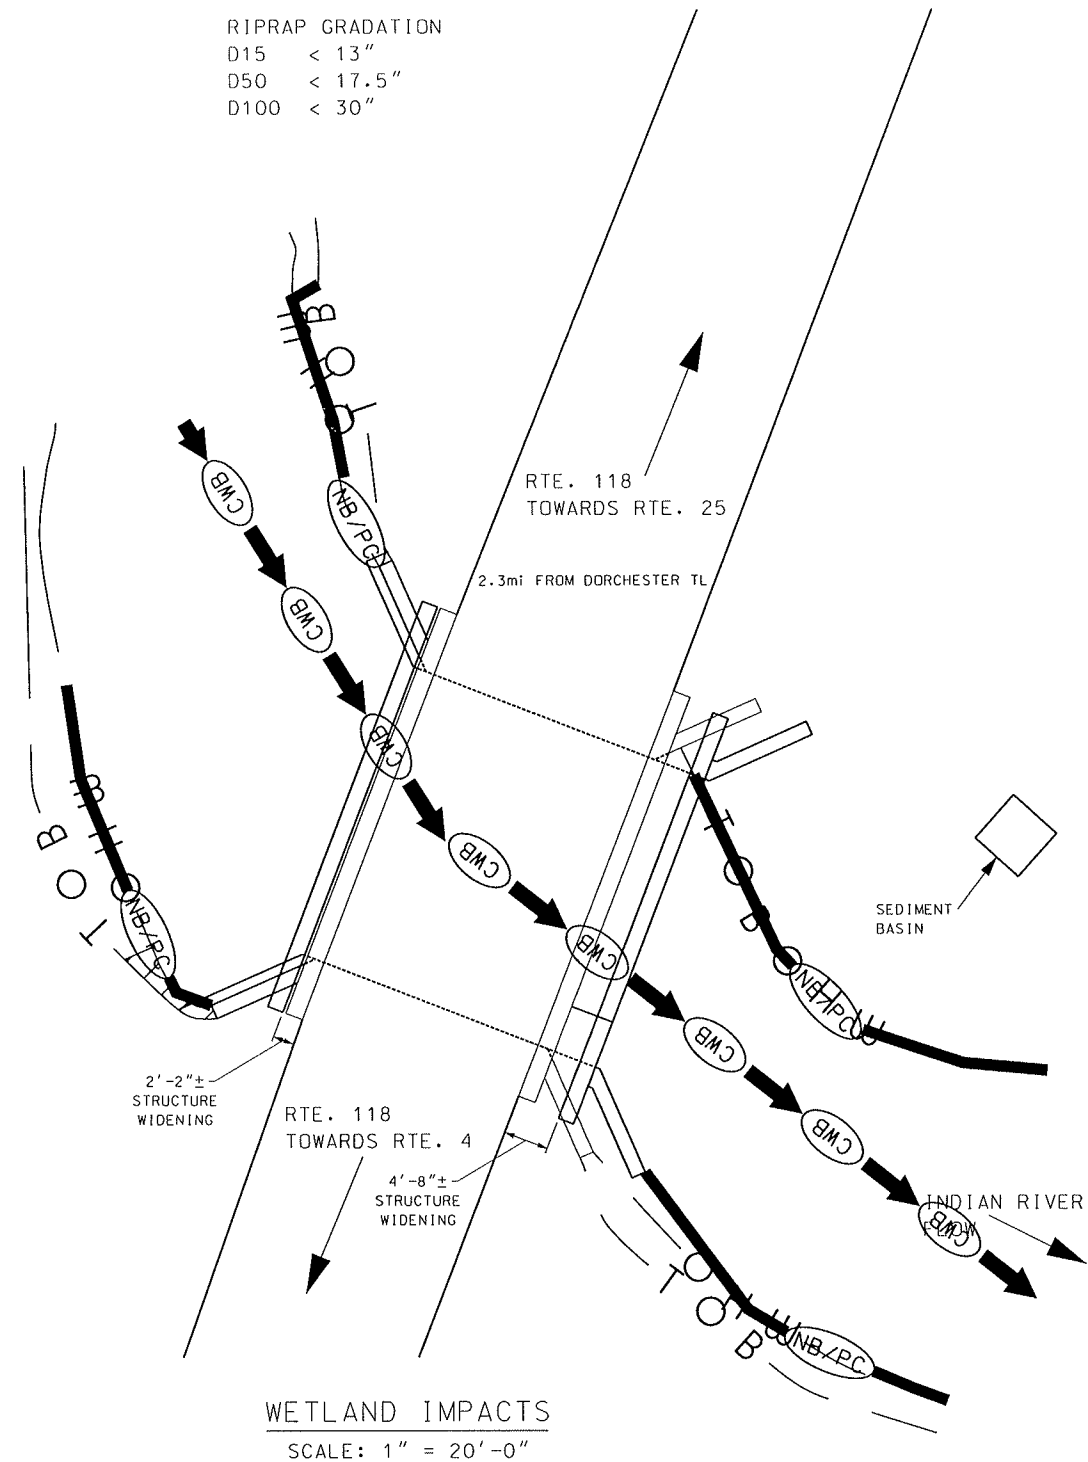 RIPRAP GRADATION
D15 < 13"
D50 < 17.5"
D100 < 30"
B
O
T
CWB
NB/PC
RTE. 118
TOWARDS RTE. 25
CWB
2.3mi FROM DORCHESTER TL
CWB
B
O
T
NB/PC
CWB
T
O
B
SEDIMENT
BASIN
CWB
NB/PC
CWB
2'-2"±
STRUCTURE
WIDENING
RTE. 118
TOWARDS RTE. 4
4'-8"±
STRUCTURE
WIDENING
CWB
INDIAN RIVER
FLOW
CWB
T
O
B
NB/PC
WETLAND IMPACTS
SCALE: 1" = 20'-0"